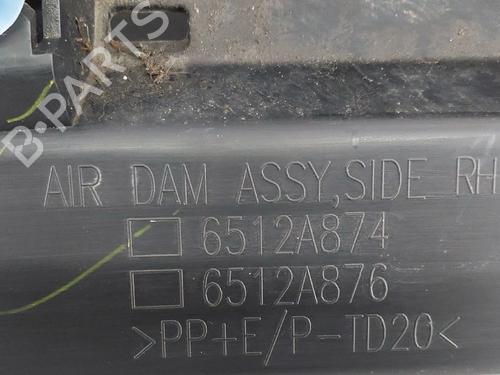 B-PARTS
AIR DAM ASSY,SIDE RH
6512A874
6512A876
>PP+E/P-TD20<